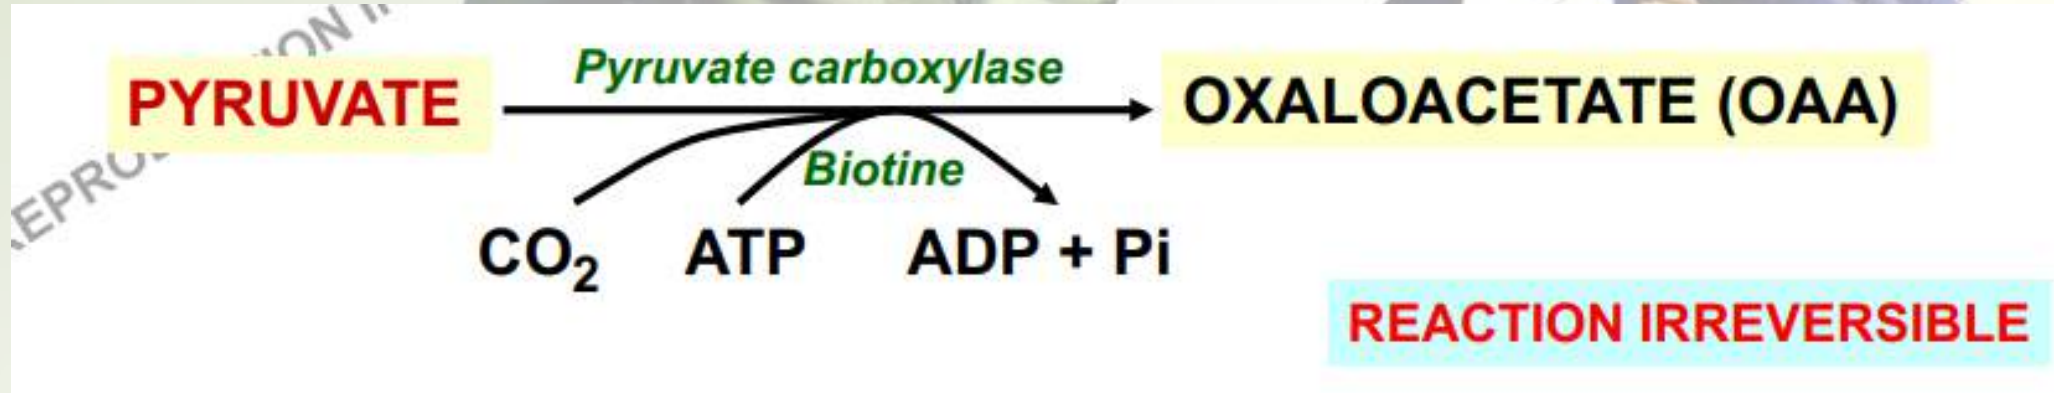 Pyruvate carboxylase
PYRUVATE
OXALOACETATE (OAA)
Biotine
CO₂ ATP ADP + Pi
REACTION IRREVERSIBLE